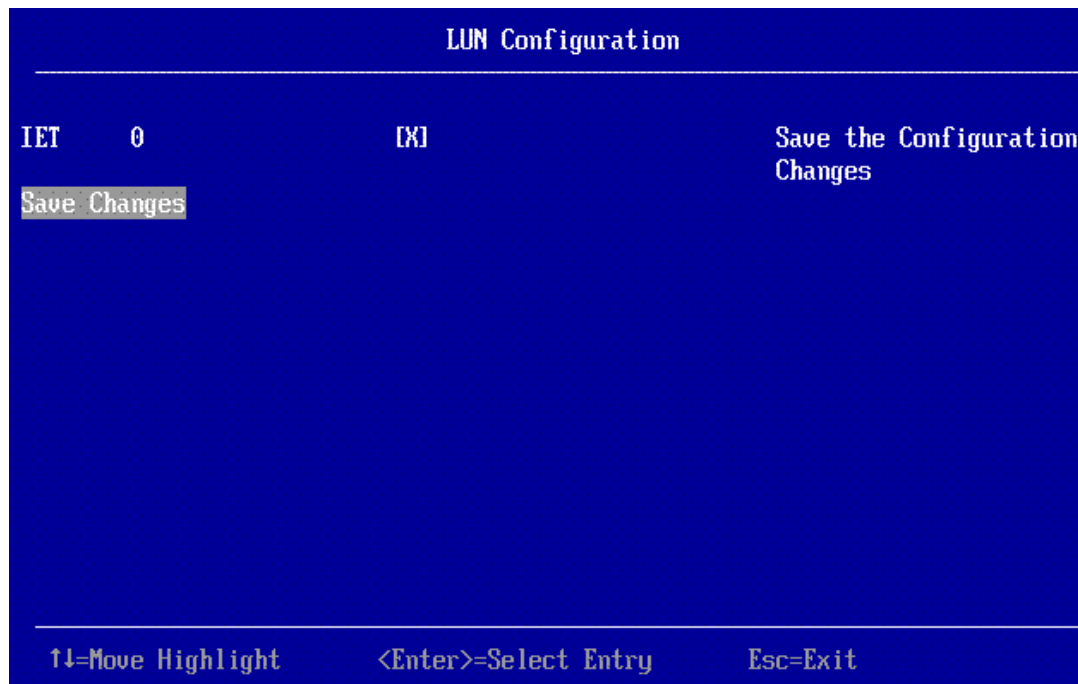 LUN Configuration
IET 0 [X]
Save the Configuration Changes
Save Changes
↑↓=Move Highlight <Enter>=Select Entry Esc=Exit